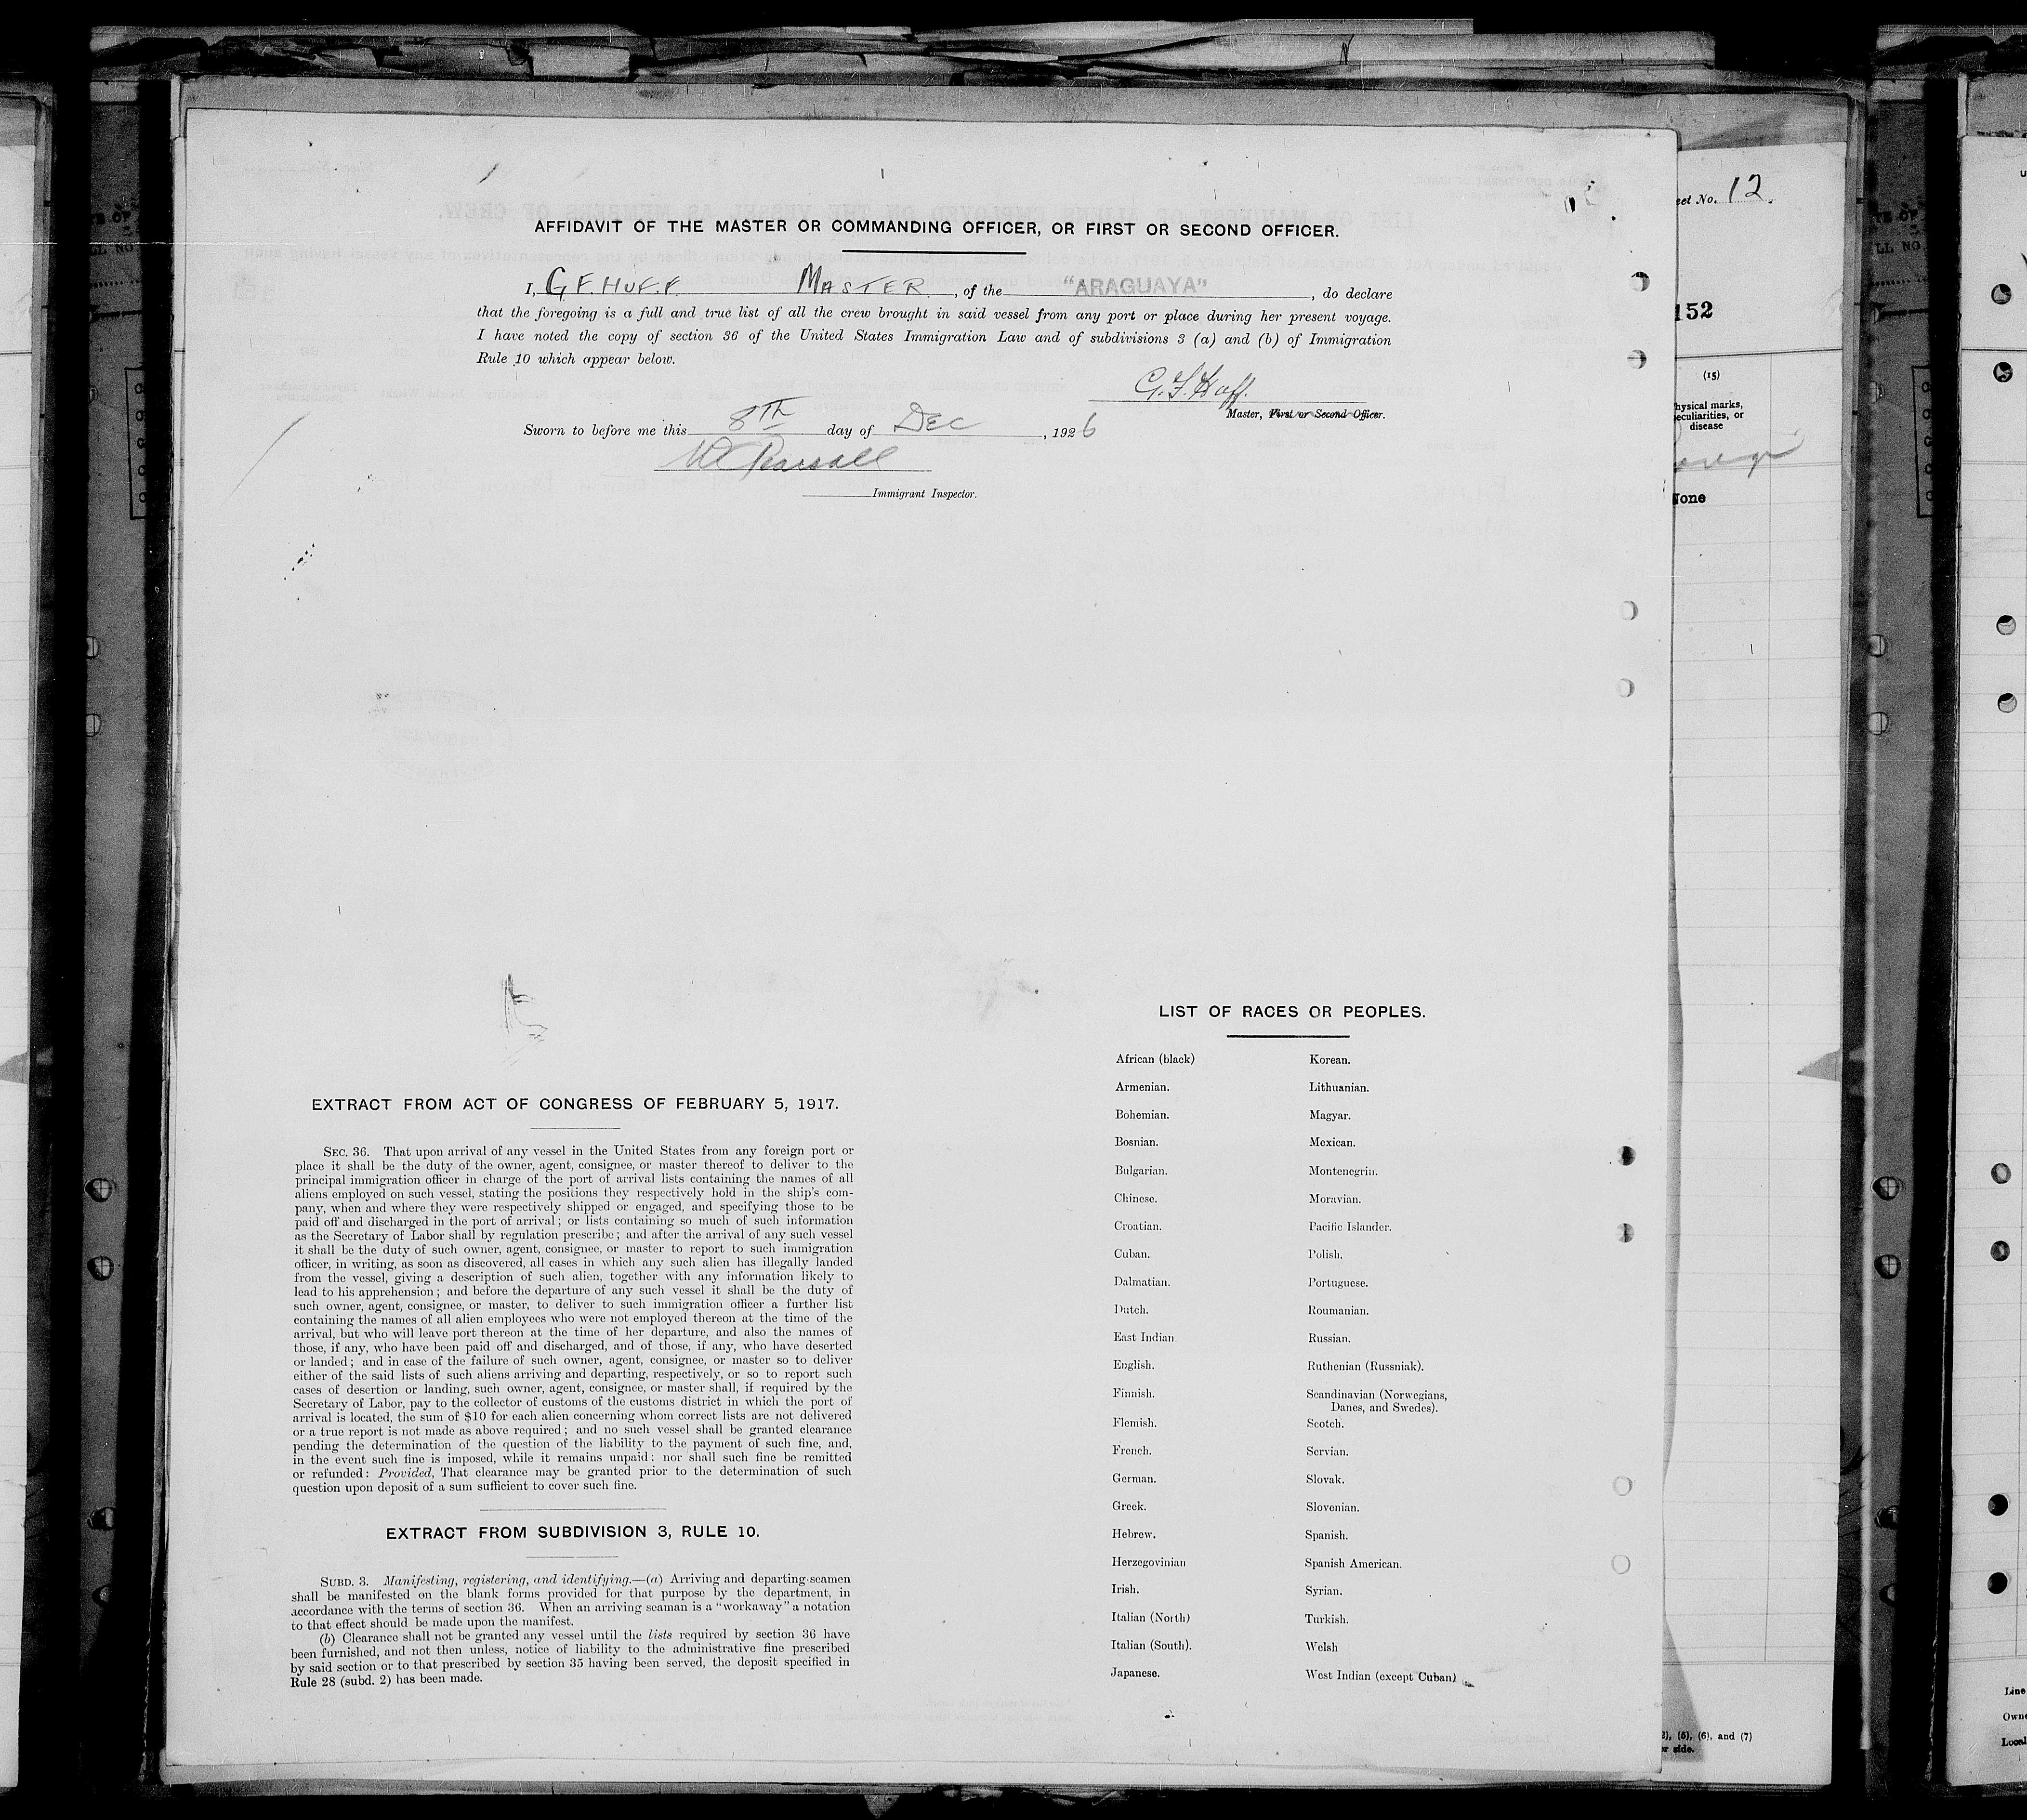 AFFIDAVIT OF THE MASTER OR COMMANDING OFFICER, OR FIRST OR SECOND OFFICER.
I, G. F. HUFF. MASTER, of the "ARAGUAYA", do declare
that the foregoing is a full and true list of all the crew brought in said vessel from any port or place during her present voyage.
I have noted the copy of section 36 of the United States Immigration Law and of subdivisions 3 (a) and (b) of Immigration
Rule 10 which appear below.
G. F. Huff.
Master, First or Second Officer.
Sworn to before me this 8TH day of DEC, 1926
Immigrant Inspector.
EXTRACT FROM ACT OF CONGRESS OF FEBRUARY 5, 1917.
SEC. 36. That upon arrival of any vessel in the United States from any foreign port or
place it shall be the duty of the owner, agent, consignee, or master thereof to deliver to the
principal immigration officer in charge of the port of arrival lists containing the names of all
aliens employed on such vessel, stating the positions they respectively hold in the ship's com-
pany, when and where they were respectively shipped or engaged, and specifying those to be
paid off and discharged in the port of arrival; or lists containing so much of such information
as the Secretary of Labor shall by regulation prescribe; and after the arrival of any such vessel
it shall be the duty of such owner, agent, consignee, or master to report to such immigration
officer, in writing, as soon as discovered, all cases in which any such alien has illegally landed
from the vessel, giving a description of such alien, together with any information likely to
lead to his apprehension; and before the departure of any such vessel it shall be the duty of
such owner, agent, consignee, or master, to deliver to such immigration officer a further list
containing the names of all alien employees who were not employed thereon at the time of the
arrival, but who will leave port thereon at the time of her departure, and also the names of
those, if any, who have been paid off and discharged, and of those, if any, who have deserted
or landed; and in case of the failure of such owner, agent, consignee, or master so to deliver
either of the said lists of such aliens arriving and departing, respectively, or so to report such
cases of desertion or landing, such owner, agent, consignee, or master shall, if required by the
Secretary of Labor, pay to the collector of customs of the customs district in which the port of
arrival is located, the sum of $10 for each alien concerning whom correct lists are not delivered
or a true report is not made as above required; and no such vessel shall be granted clearance
pending the determination of the question of the liability to the payment of such fine, and,
in the event such fine is imposed, while it remains unpaid; nor shall such fine be remitted
or refunded: Provided, That clearance may be granted prior to the determination of such
question upon deposit of a sum sufficient to cover such fine.
EXTRACT FROM SUBDIVISION 3, RULE 10.
SUBD. 3. Manifesting, registering, and identifying.—(a) Arriving and departing seamen
shall be manifested on the blank forms provided for that purpose by the department, in
accordance with the terms of section 36. When an arriving seaman is a "workaway" a notation
to that effect should be made upon the manifest.
(b) Clearance shall not be granted any vessel until the lists required by section 36 have
been furnished, and not then unless, notice of liability to the administrative fine prescribed
by said section or to that prescribed by section 35 having been served, the deposit specified in
Rule 28 (subd. 2) has been made.
LIST OF RACES OR PEOPLES.
African (black)
Armenian.
Bohemian.
Bosnian.
Bulgarian.
Chinese.
Croatian.
Cuban.
Dalmatian.
Dutch.
East Indian
English.
Finnish.
Flemish.
French.
German.
Greek.
Hebrew.
Herzegovinian
Irish.
Italian (North)
Italian (South).
Japanese.
Korean.
Lithuanian.
Magyar.
Mexican.
Montenegrin.
Moravian.
Pacific Islander.
Polish.
Portuguese.
Roumanian.
Russian.
Ruthenian (Russniak).
Scandinavian (Norwegians,
Danes, and Swedes).
Scotch.
Servian.
Slovak.
Slovenian.
Spanish.
Spanish American.
Syrian.
Turkish.
Welsh
West Indian (except Cuban)
No. 12
152
(15)
marks,
or
disease
None
(5), (6), and (7)
side.
Line